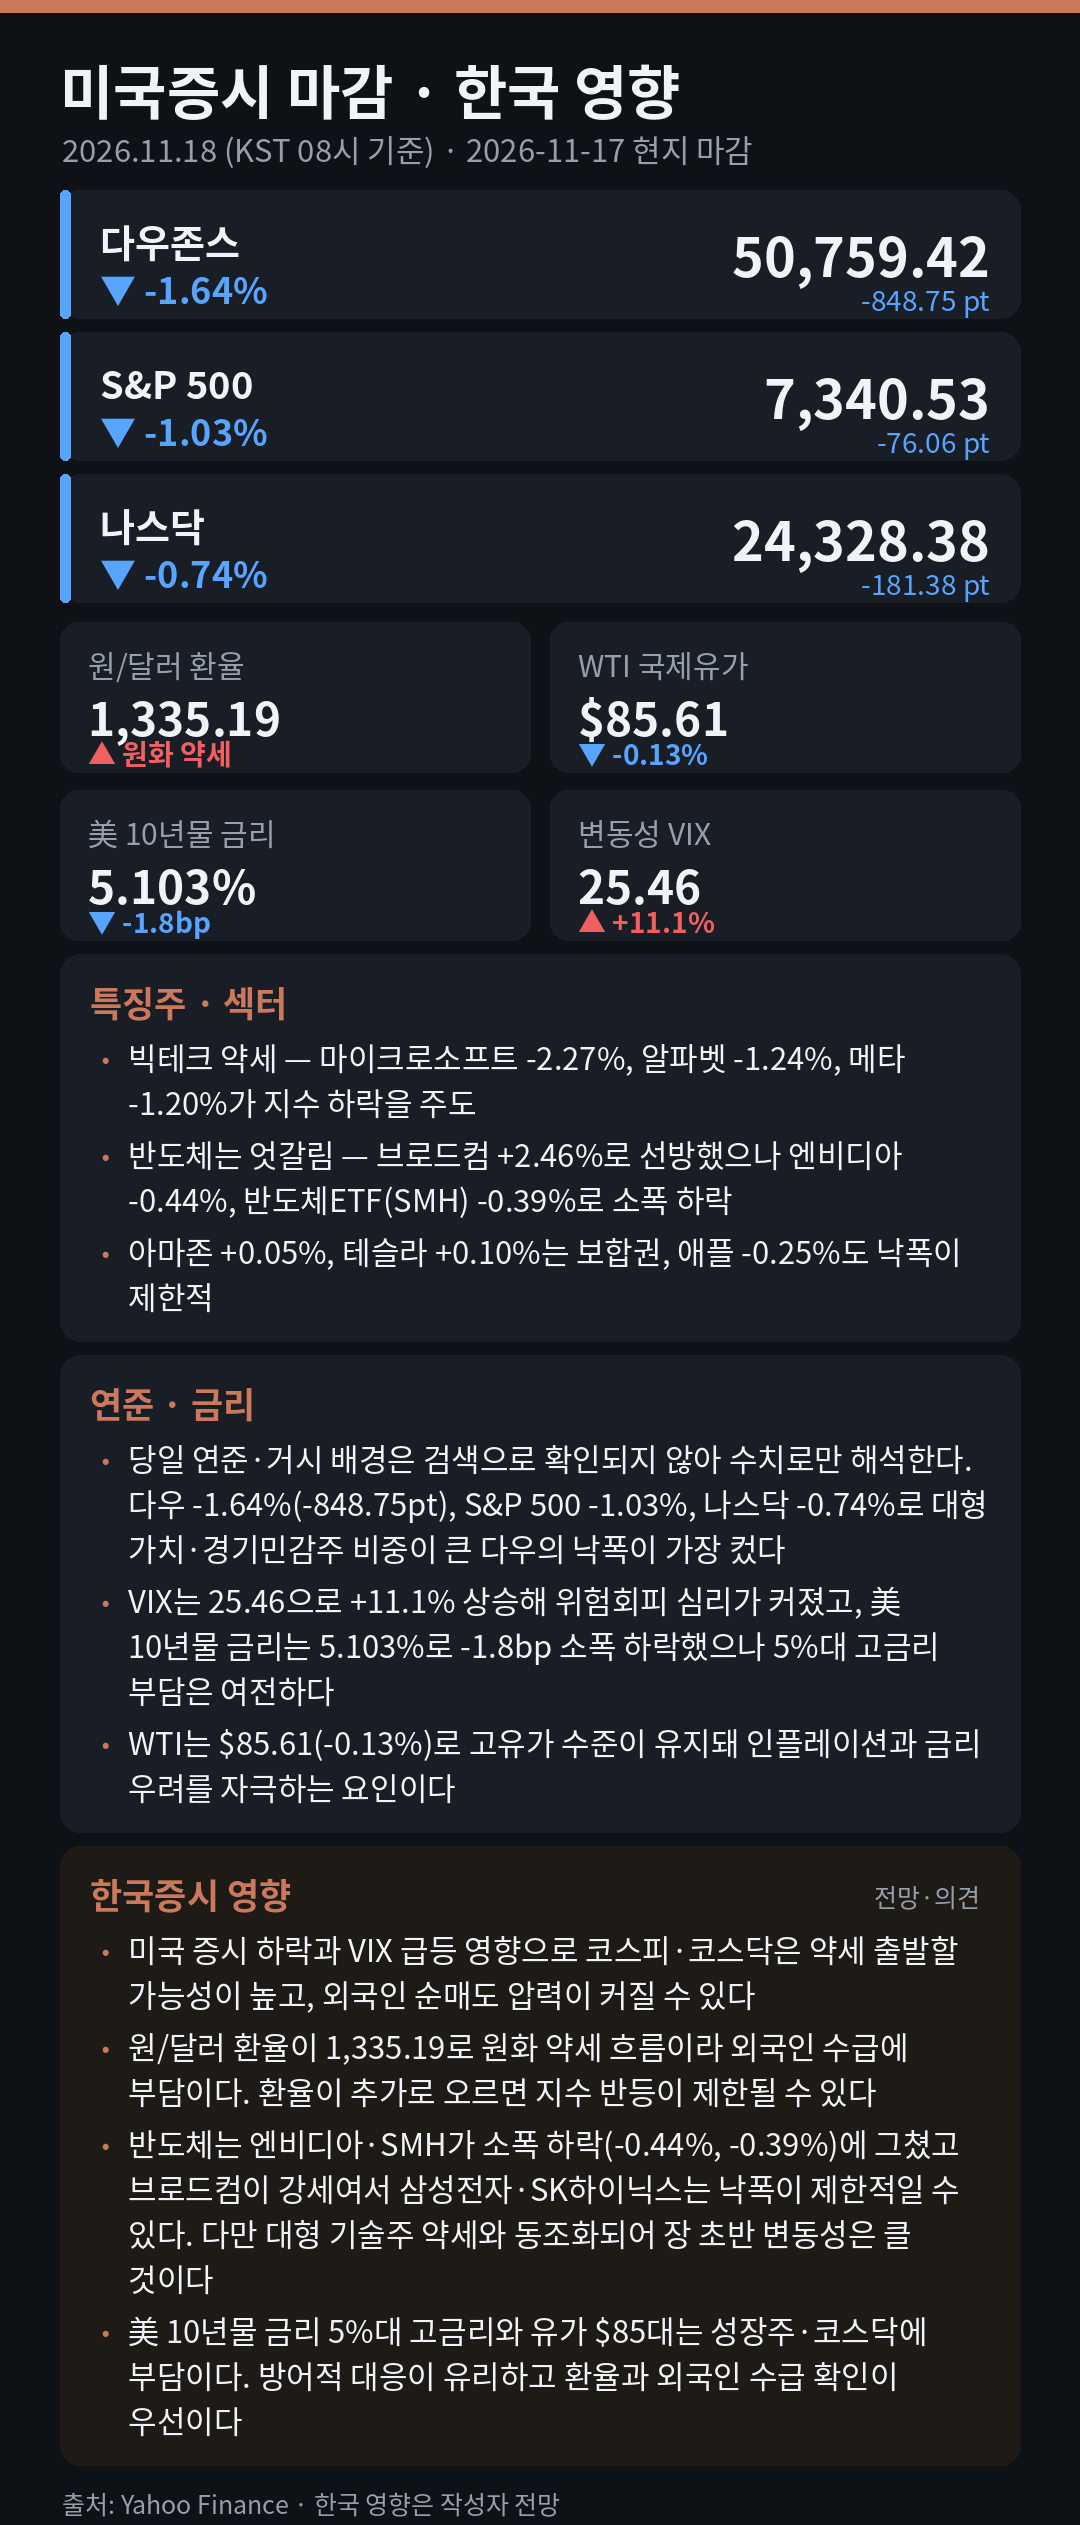 미국증시 마감 · 한국 영향
2026.11.18 (KST 08시 기준) · 2026-11-17 현지 마감
다우존스
▼ -1.64%
50,759.42
-848.75 pt
S&P 500
▼ -1.03%
7,340.53
-76.06 pt
나스닥
▼ -0.74%
24,328.38
-181.38 pt
원/달러 환율
1,335.19
▲ 원화 약세
WTI 국제유가
$85.61
▼ -0.13%
美 10년물 금리
5.103%
▼ -1.8bp
변동성 VIX
25.46
▲ +11.1%
특징주 · 섹터
• 빅테크 약세 — 마이크로소프트 -2.27%, 알파벳 -1.24%, 메타
-1.20%가 지수 하락을 주도
• 반도체는 엇갈림 — 브로드컴 +2.46%로 선방했으나 엔비디아
-0.44%, 반도체ETF(SMH) -0.39%로 소폭 하락
• 아마존 +0.05%, 테슬라 +0.10%는 보합권, 애플 -0.25%도 낙폭이
제한적
연준 · 금리
• 당일 연준·거시 배경은 검색으로 확인되지 않아 수치로만 해석한다.
다우 -1.64%(-848.75pt), S&P 500 -1.03%, 나스닥 -0.74%로 대형
가치·경기민감주 비중이 큰 다우의 낙폭이 가장 컸다
• VIX는 25.46으로 +11.1% 상승해 위험회피 심리가 커졌고, 美
10년물 금리는 5.103%로 -1.8bp 소폭 하락했으나 5%대 고금리
부담은 여전하다
• WTI는 $85.61(-0.13%)로 고유가 수준이 유지돼 인플레이션과 금리
우려를 자극하는 요인이다
한국증시 영향
전망·의견
• 미국 증시 하락과 VIX 급등 영향으로 코스피·코스닥은 약세 출발할
가능성이 높고, 외국인 순매도 압력이 커질 수 있다
• 원/달러 환율이 1,335.19로 원화 약세 흐름이라 외국인 수급에
부담이다. 환율이 추가로 오르면 지수 반등이 제한될 수 있다
• 반도체는 엔비디아·SMH가 소폭 하락(-0.44%, -0.39%)에 그쳤고
브로드컴이 강세여서 삼성전자·SK하이닉스는 낙폭이 제한적일 수
있다. 다만 대형 기술주 약세와 동조화되어 장 초반 변동성은 클
것이다
• 美 10년물 금리 5%대 고금리와 유가 $85대는 성장주·코스닥에
부담이다. 방어적 대응이 유리하고 환율과 외국인 수급 확인이
우선이다
출처: Yahoo Finance · 한국 영향은 작성자 전망